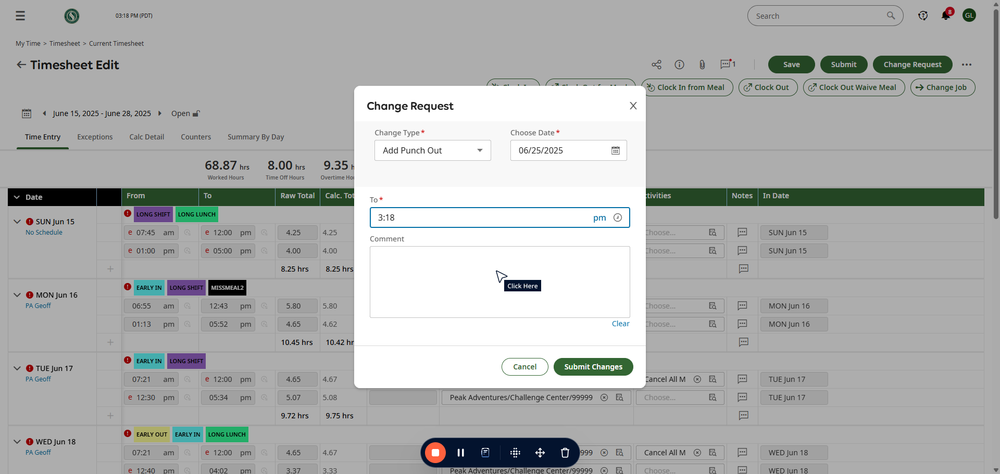 03:18 PM (PDT)
Search
8
GL
My Time > Timesheet > Current Timesheet
Timesheet Edit
1
Save
Submit
Change Request
Clock In from Meal
Clock Out
Clock Out Waive Meal
Change Job
June 15, 2025 - June 28, 2025
Open
Time Entry
Exceptions
Calc Detail
Counters
Summary By Day
68.87 hrs
Worked Hours
8.00 hrs
Time Off Hours
9.35
Overtime
Change Request
X
Change Type*
Choose Date*
Add Punch Out
06/25/2025
To*
3:18 pm
Comment
Click Here
Clear
Cancel
Submit Changes
Date From To Raw Total Calc. Notes In Date
SUN Jun 15
No Schedule
LONG SHIFT LONG LUNCH
e 07:45 am e 12:00 pm 4.25 4.25 Choose... SUN Jun 15
e 01:00 pm e 05:00 pm 4.00 4.00 Choose... SUN Jun 15
+ 8.25 hrs 8.25 hrs
MON Jun 16
PA Geoff
EARLY IN LONG SHIFT MISSMEAL2
06:55 am 12:43 pm 5.80 5.80 Choose... MON Jun 16
01:13 pm 05:52 pm 4.65 4.62 Choose... MON Jun 16
+ 10.45 hrs 10.42
TUE Jun 17
PA Geoff
EARLY IN LONG SHIFT
07:21 am e 12:00 pm 4.65 4.67 Cancel All M TUE Jun 17
e 12:30 pm 05:34 pm 5.07 5.08 Peak Adventures/Challenge Center/99999 Choose... TUE Jun 17
+ 9.72 hrs 9.75 hrs
WED Jun 18
PA Geoff
EARLY OUT EARLY IN LONG LUNCH
07:21 am e 12:00 pm 4.65 4.67 Cancel All M WED Jun 18
e 12:40 pm 04:02 pm 3.37 3.33 Peak Adventures/Challenge Center/99999 Choose... WED Jun 18